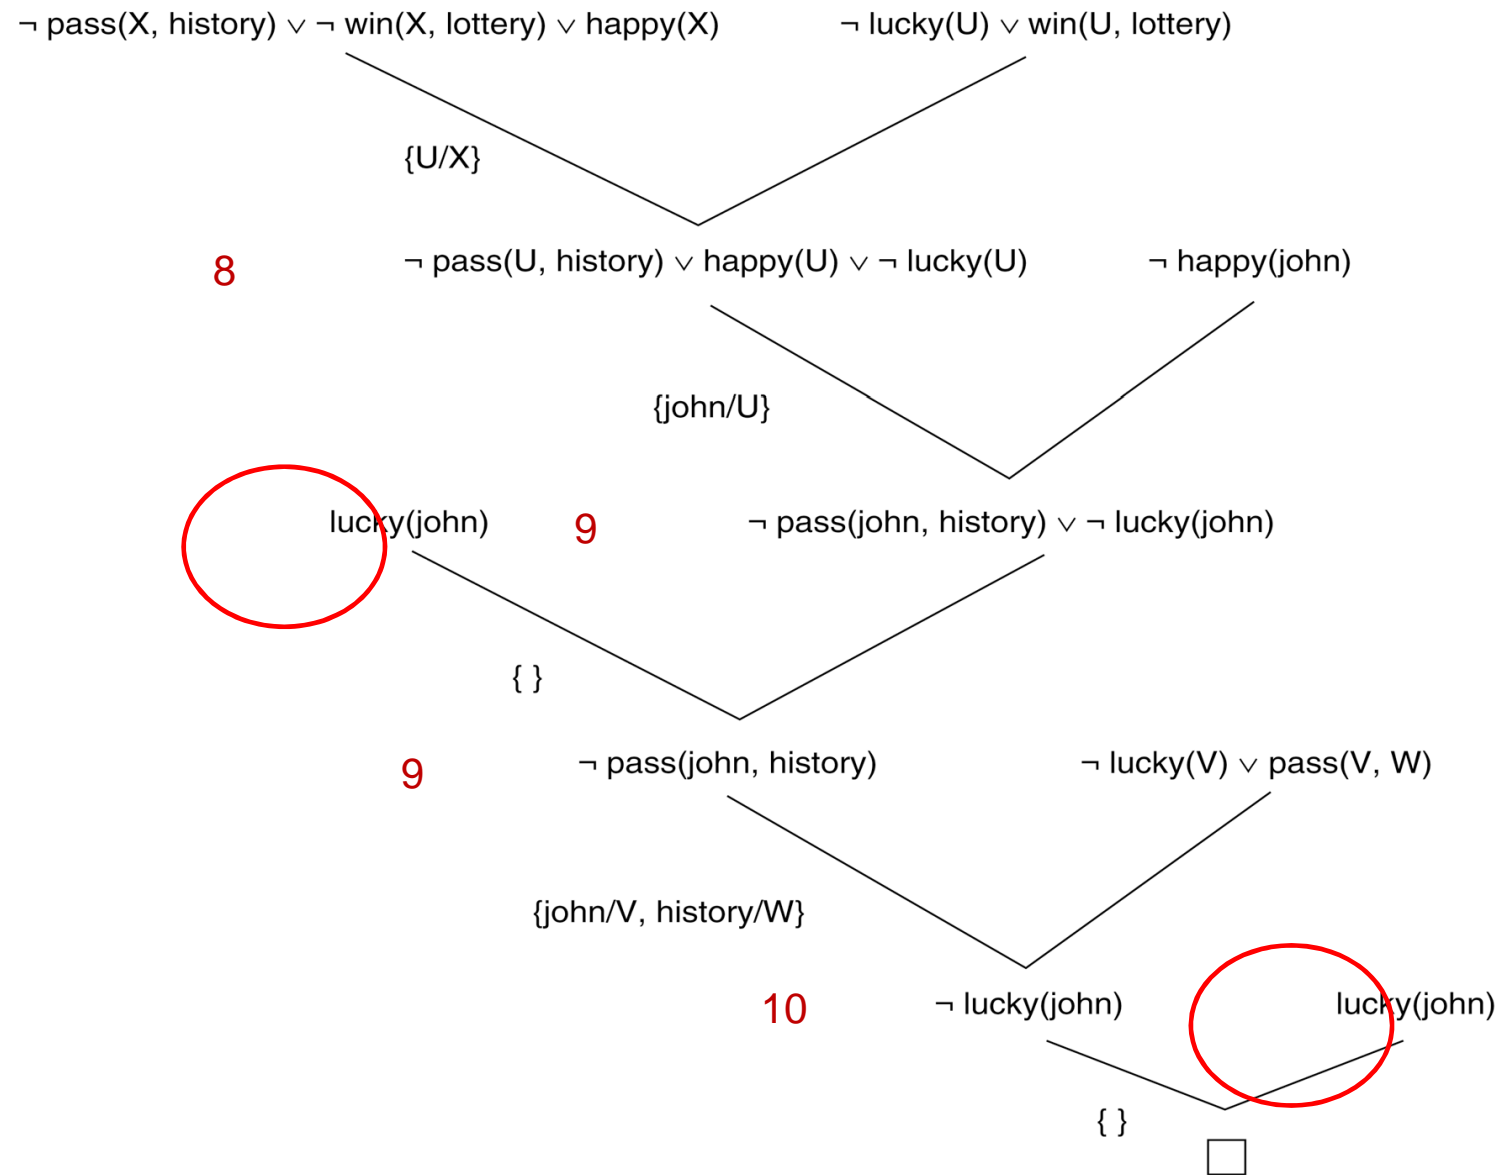 ¬ pass(X, history) ∨ ¬ win(X, lottery) ∨ happy(X) ¬ lucky(U) ∨ win(U, lottery)
{U/X}
8 ¬ pass(U, history) ∨ happy(U) ∨ ¬ lucky(U) ¬ happy(john)
{john/U}
lucky(john) 9 ¬ pass(john, history) ∨ ¬ lucky(john)
{ }
9 ¬ pass(john, history) ¬ lucky(V) ∨ pass(V, W)
{john/V, history/W}
10 ¬ lucky(john) lucky(john)
{ }